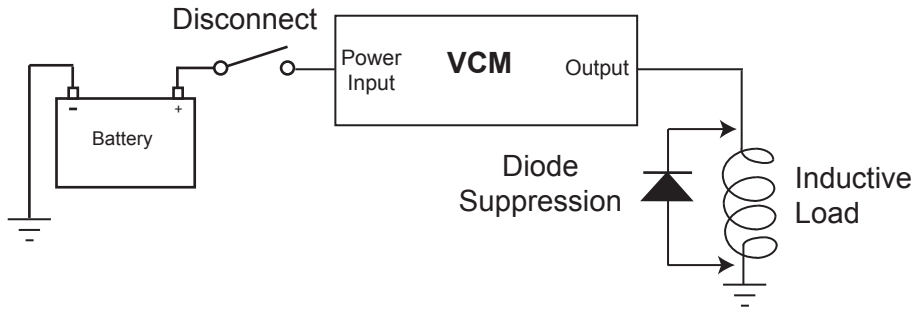 Disconnect
Power
Input
VCM
Output
-
+
Battery
Diode
Suppression
Inductive
Load